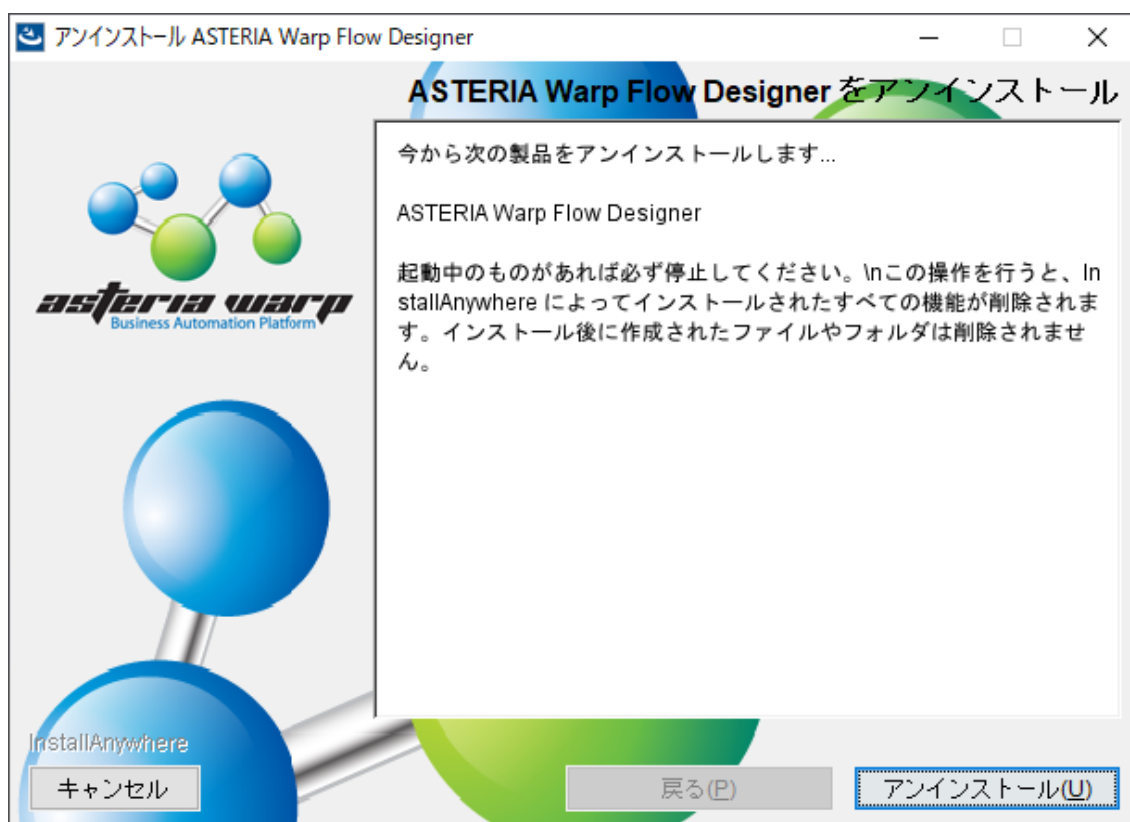 アンインストール ASTERIA Warp Flow Designer
ASTERIA Warp Flow Designer をアンインストール
今から次の製品をアンインストールします...
ASTERIA Warp Flow Designer
起動中のものがあれば必ず停止してください。\nこの操作を行うと、In
stallAnywhere によってインストールされたすべての機能が削除されま
す。インストール後に作成されたファイルやフォルダは削除されませ
ん。
asteria warp
Business Automation Platform
InstallAnywhere
キャンセル
戻る(P)
アンインストール(U)